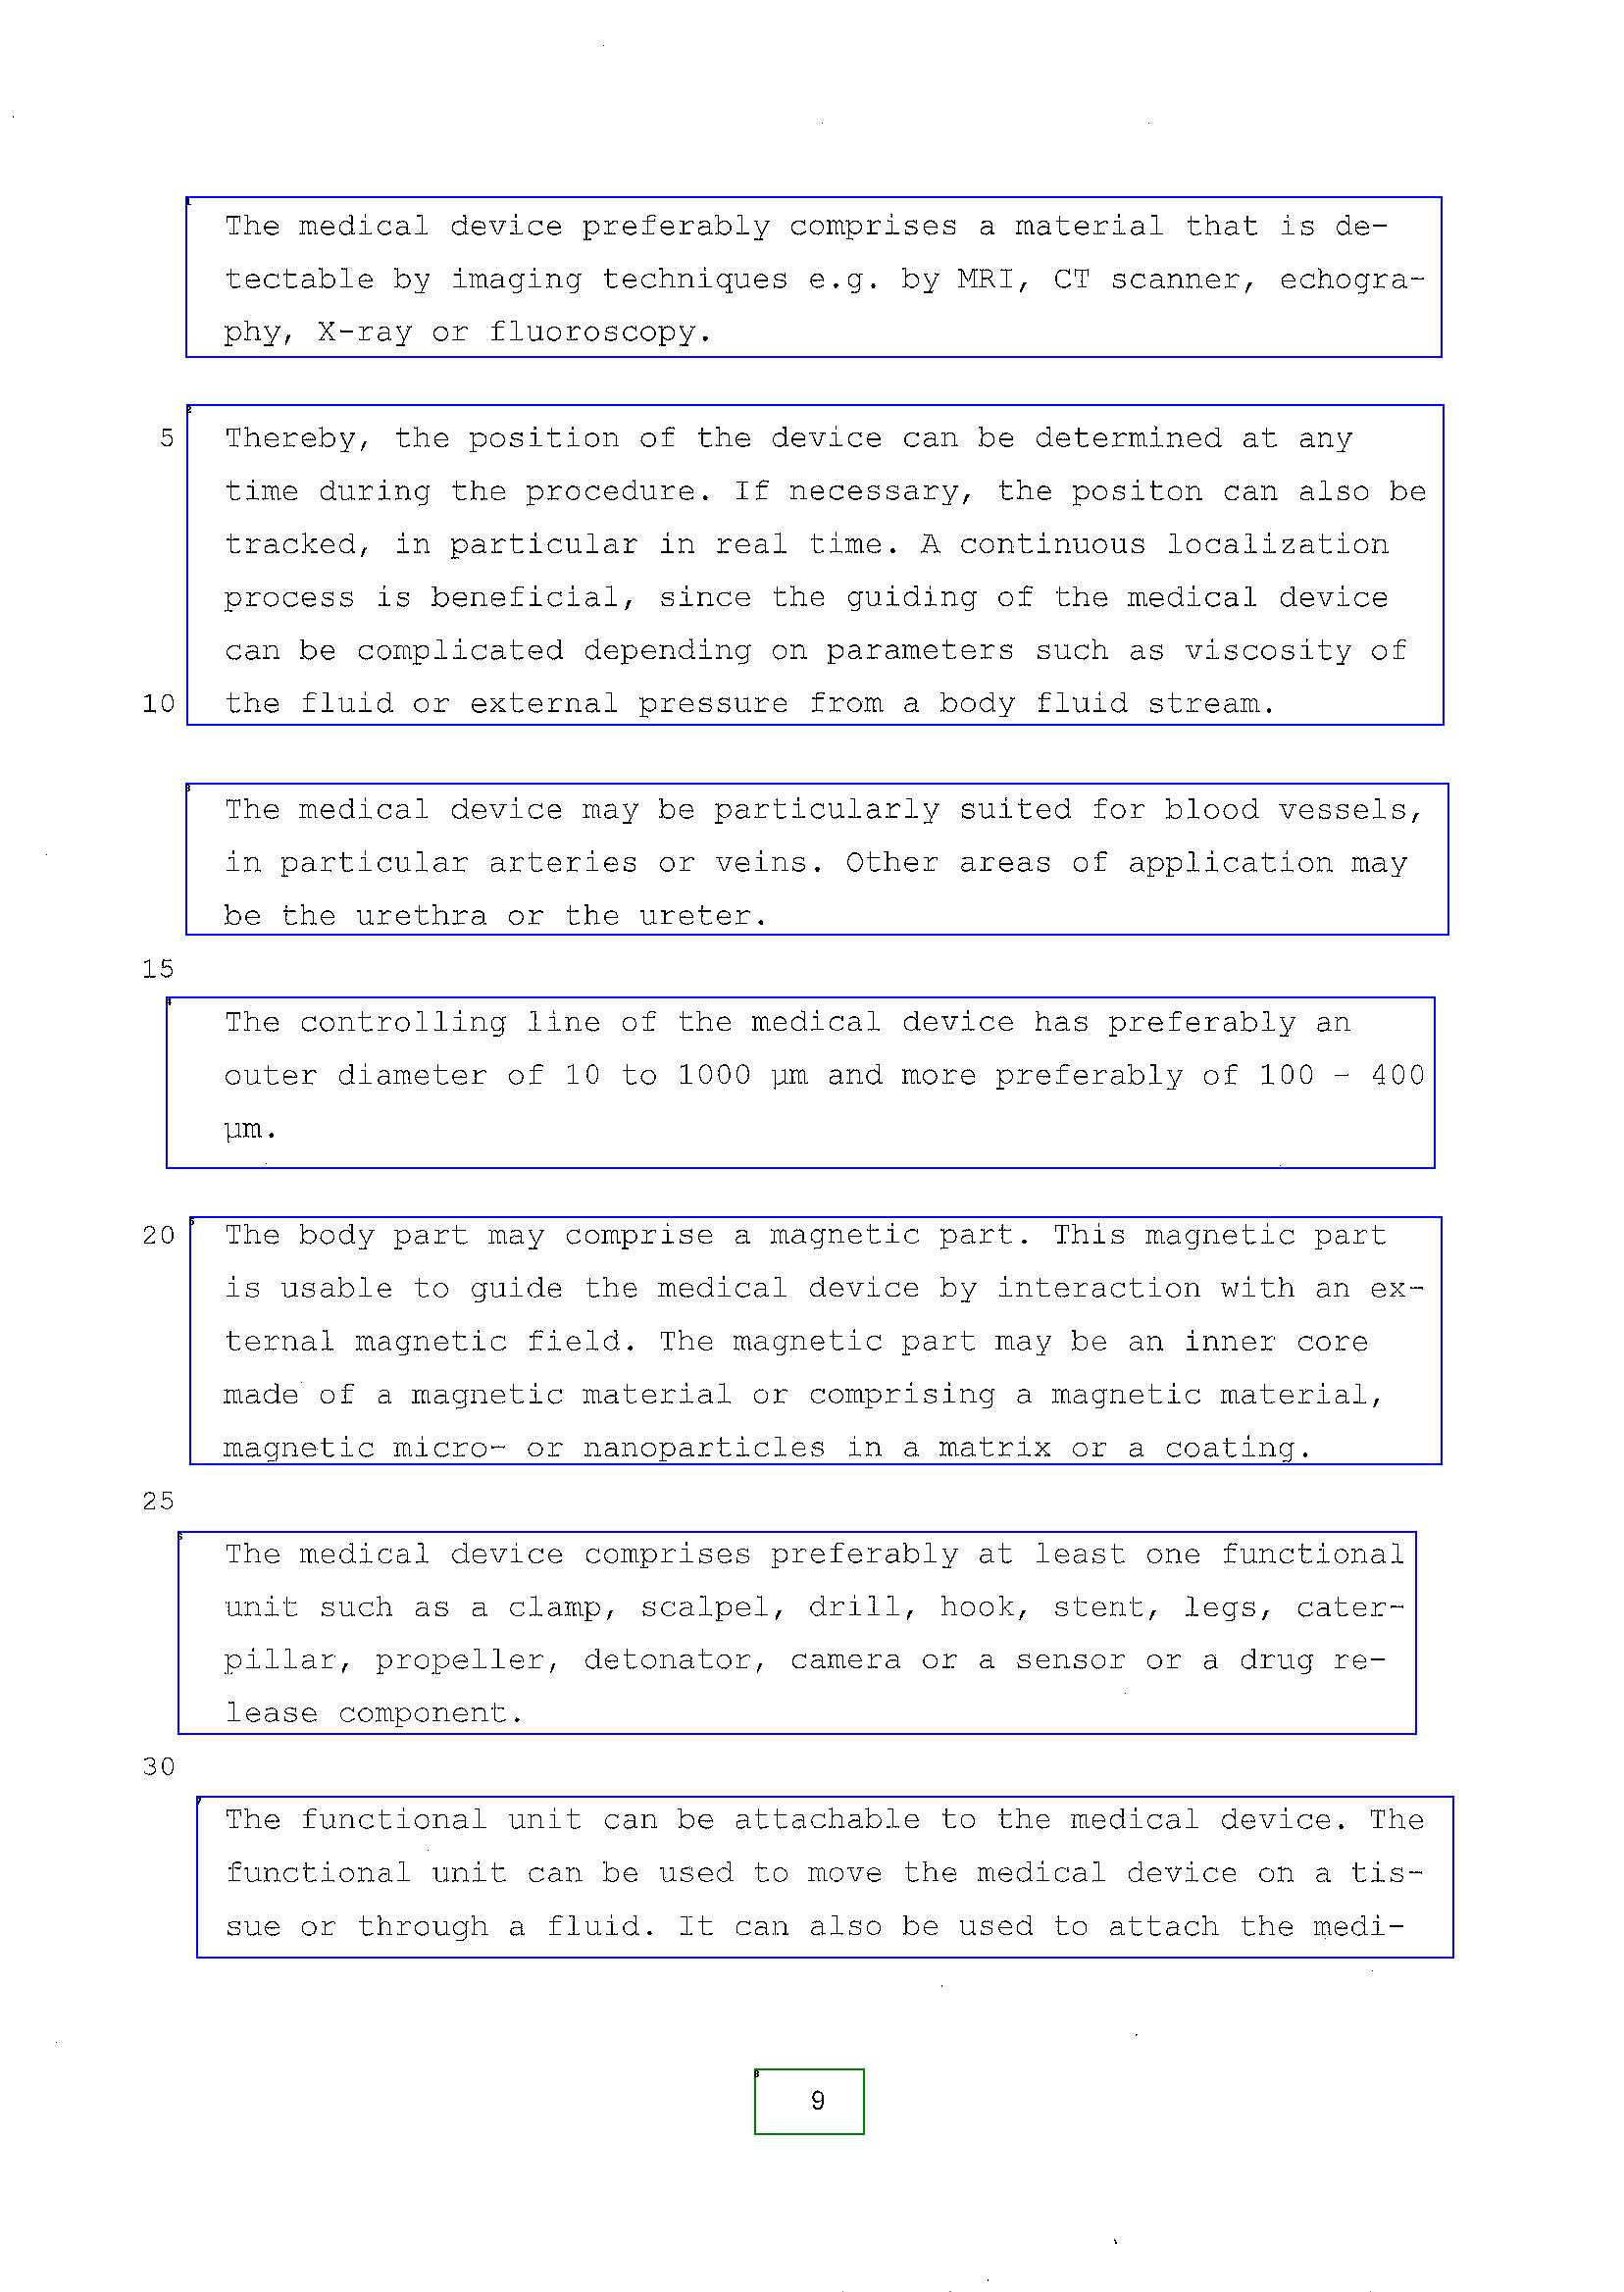 The medical device preferably comprises a material that is de-
tectable by imaging techniques e.g. by MRI, CT scanner, echogra-
phy, X-ray or fluoroscopy.
5 Thereby, the position of the device can be determined at any
time during the procedure. If necessary, the positon can also be
tracked, in particular in real time. A continuous localization
process is beneficial, since the guiding of the medical device
can be complicated depending on parameters such as viscosity of
10 the fluid or external pressure from a body fluid stream.
The medical device may be particularly suited for blood vessels,
in particular arteries or veins. Other areas of application may
be the urethra or the ureter.
15
The controlling line of the medical device has preferably an
outer diameter of 10 to 1000 µm and more preferably of 100 - 400
µm.
20 The body part may comprise a magnetic part. This magnetic part
is usable to guide the medical device by interaction with an ex-
ternal magnetic field. The magnetic part may be an inner core
made of a magnetic material or comprising a magnetic material,
magnetic micro- or nanoparticles in a matrix or a coating.
25
The medical device comprises preferably at least one functional
unit such as a clamp, scalpel, drill, hook, stent, legs, cater-
pillar, propeller, detonator, camera or a sensor or a drug re-
lease component.
30
The functional unit can be attachable to the medical device. The
functional unit can be used to move the medical device on a tis-
sue or through a fluid. It can also be used to attach the medi-
9